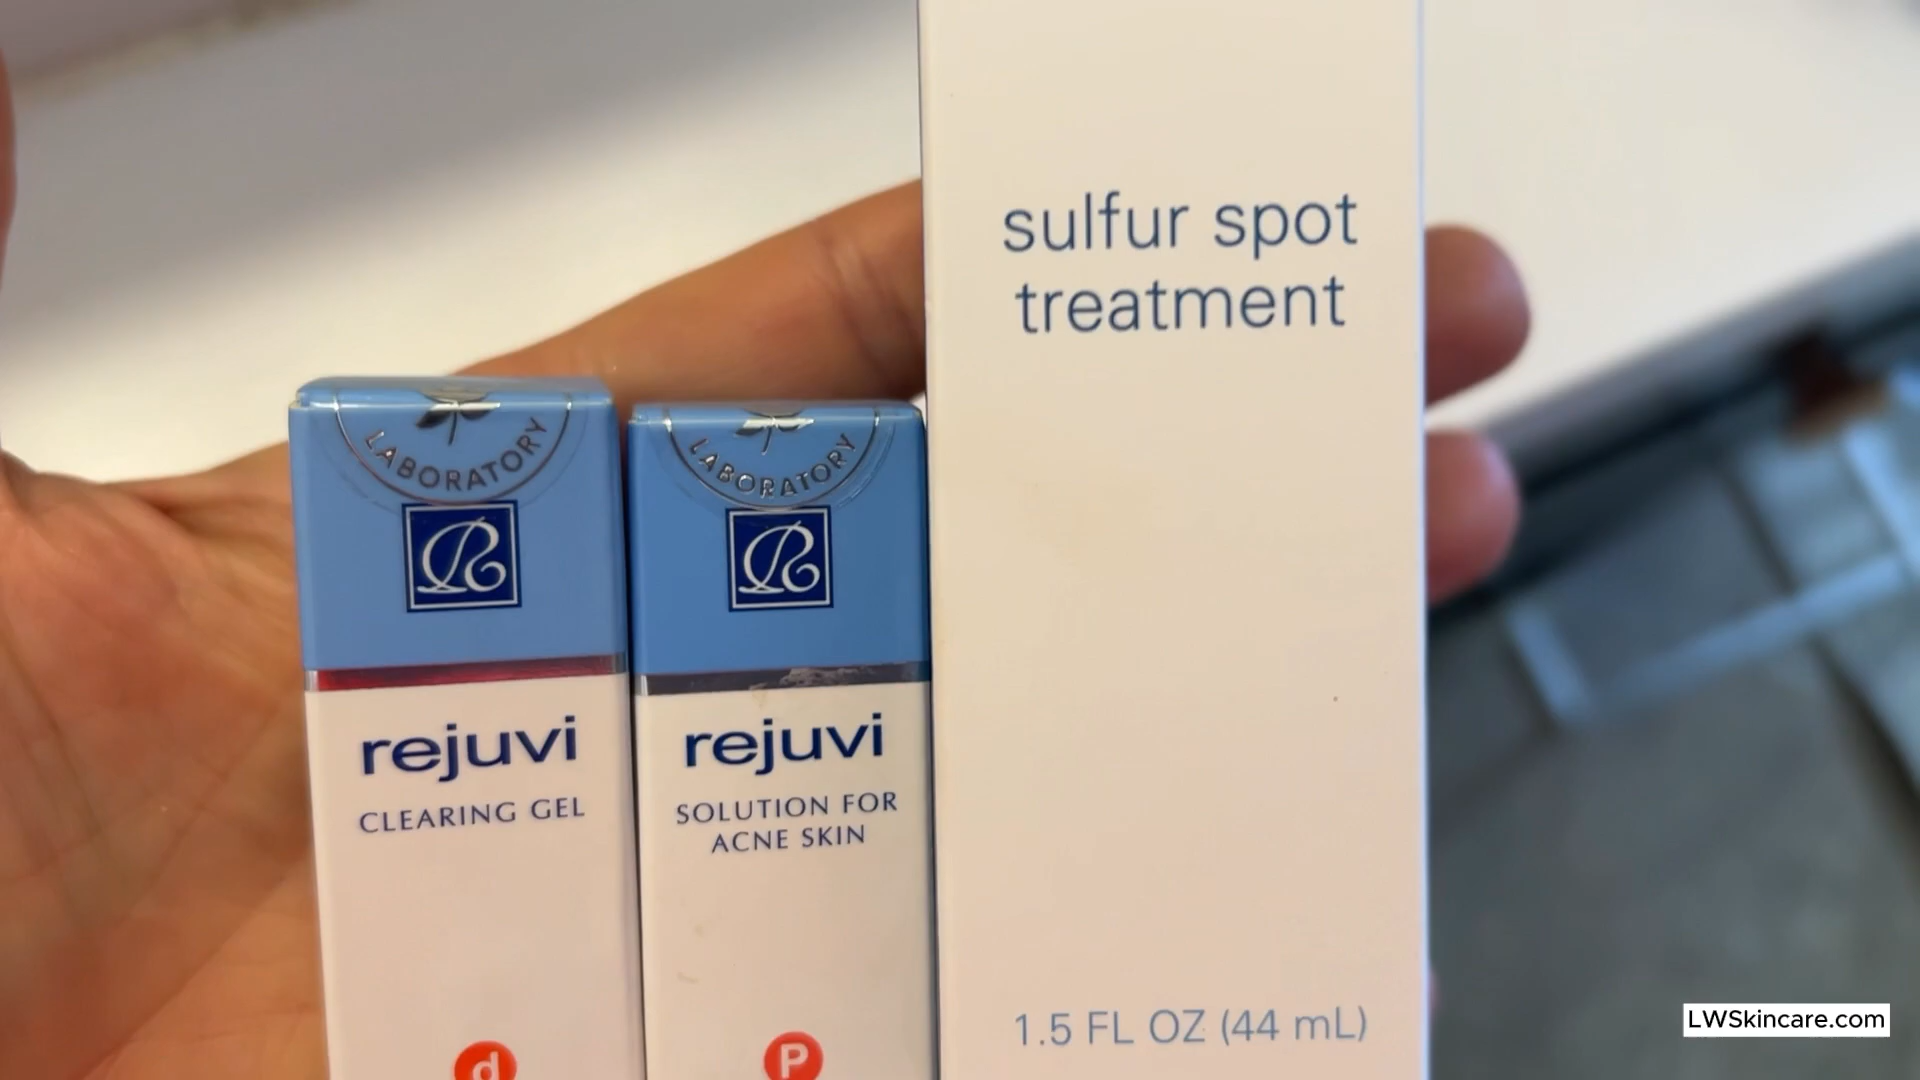 LABORATORY
R
rejuvi
CLEARING GEL
d
LABORATORY
R
rejuvi
SOLUTION FOR
ACNE SKIN
P
sulfur spot
treatment
1.5 FL OZ (44 mL)
LWSkincare.com